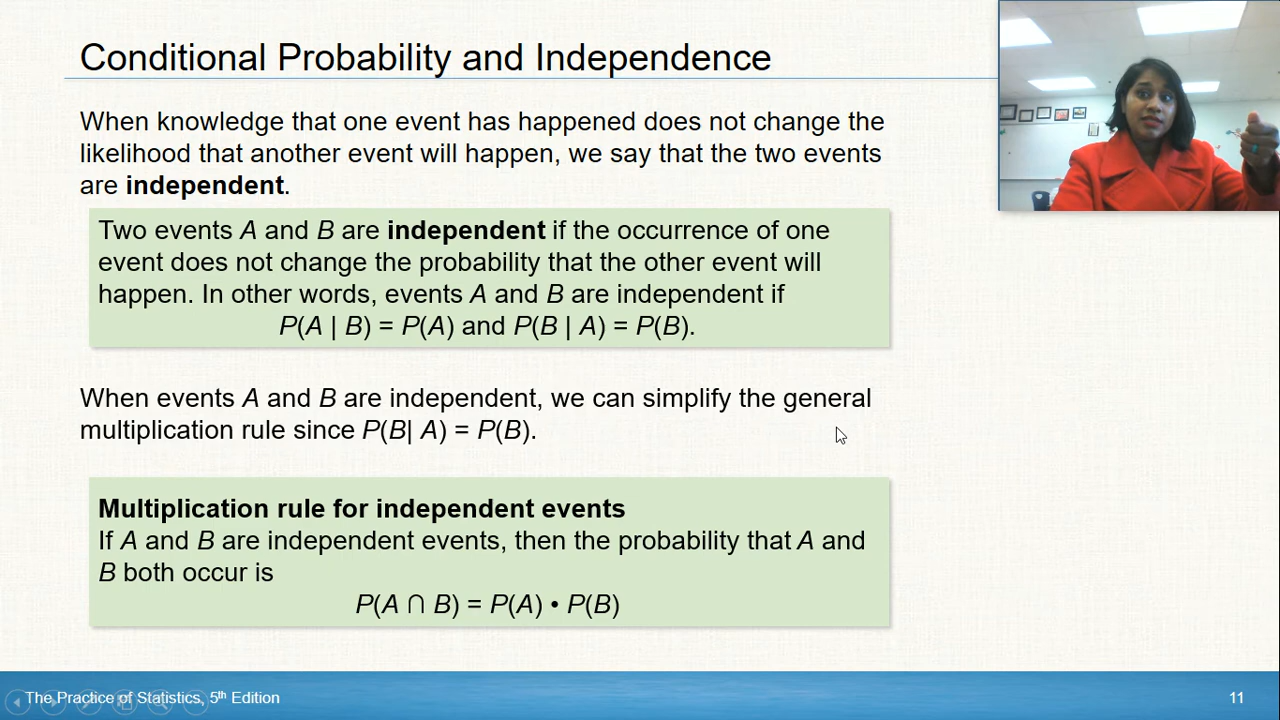 Conditional Probability and Independence
When knowledge that one event has happened does not change the
likelihood that another event will happen, we say that the two events
are independent.
Two events A and B are independent if the occurrence of one
event does not change the probability that the other event will
happen. In other words, events A and B are independent if
P(A | B) = P(A) and P(B | A) = P(B).
When events A and B are independent, we can simplify the general
multiplication rule since P(B| A) = P(B).
Multiplication rule for independent events
If A and B are independent events, then the probability that A and
B both occur is
P(A ∩ B) = P(A) • P(B)
The Practice of Statistics, 5th Edition
11